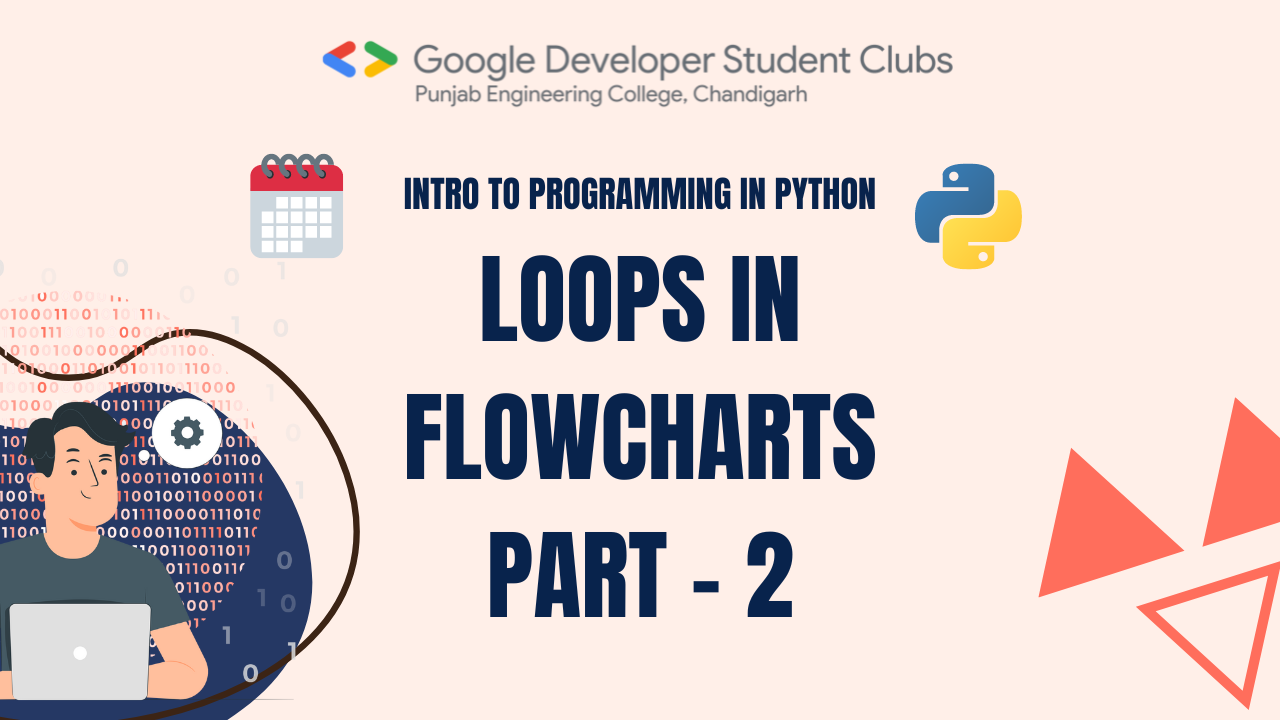 Google Developer Student Clubs
Punjab Engineering College, Chandigarh
INTRO TO PROGRAMMING IN PYTHON
LOOPS IN
FLOWCHARTS
PART - 2